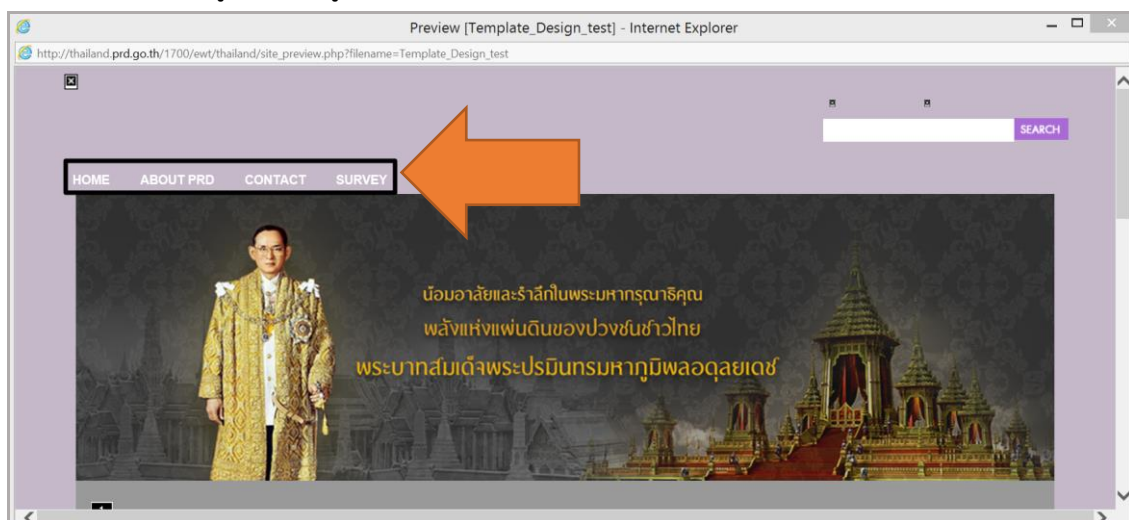 Preview [Template_Design_test] - Internet Explorer
http://thailand.prd.go.th/1700/ewt/thailand/site_preview.php?filename=Template_Design_test
SEARCH
HOME ABOUT PRD CONTACT SURVEY
น้อมอาลัยและรำลึกในพระมหากรุณาธิคุณ
พลังแห่งแผ่นดินของปวงชนชาวไทย
พระบาทสมเด็จพระปรมินทรมหาภูมิพลอดุลยเดช